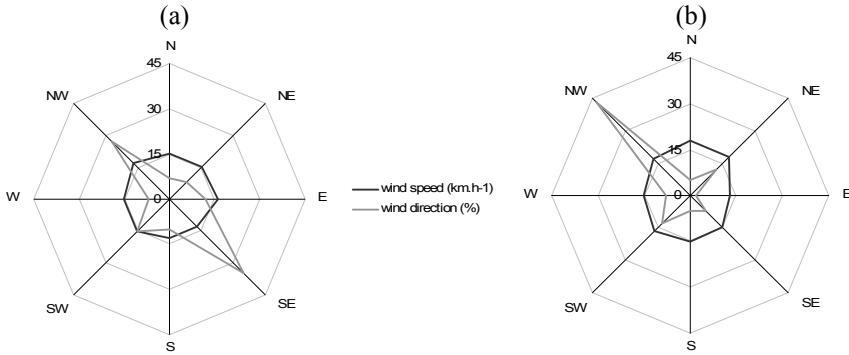 (a)
N
45
NW
NE
30
15
W
0
E
SW
SE
S
wind speed (km.h-1)
wind direction (%)
(b)
N
45
NW
NE
30
15
W
0
E
SW
SE
S